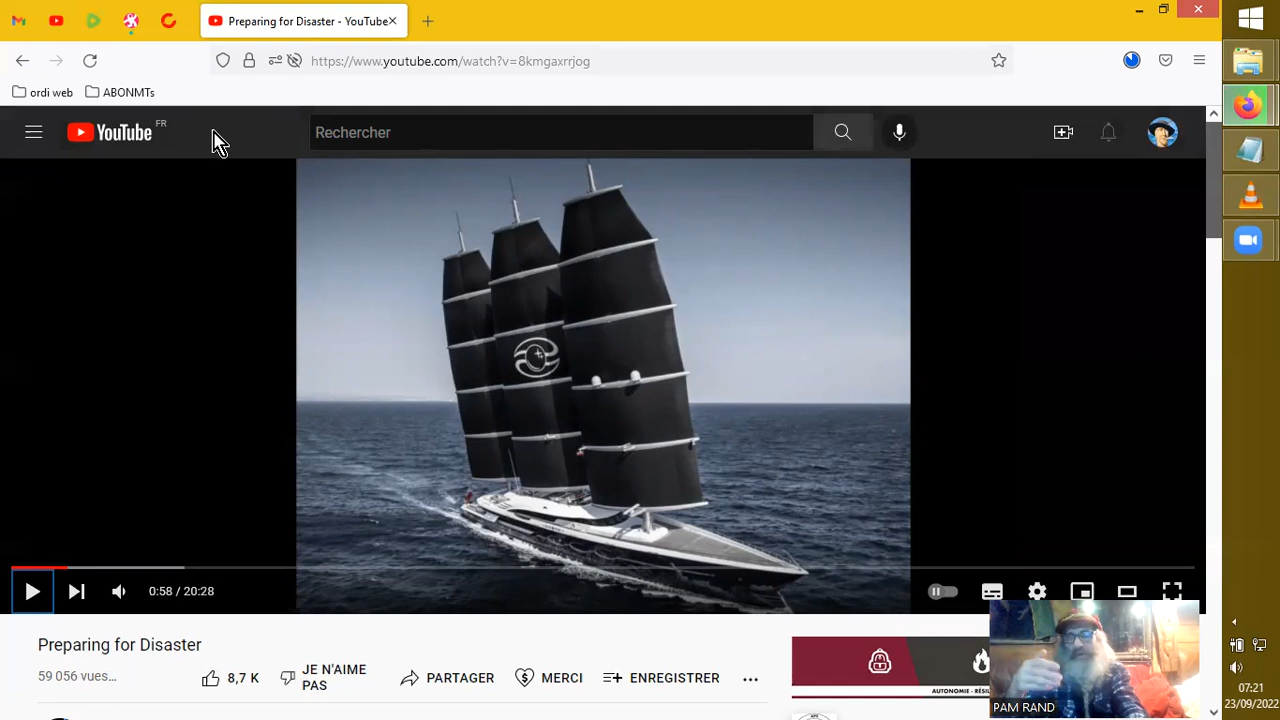 Preparing for Disaster - YouTube
https://www.youtube.com/watch?v=8kmgaxrrjog
ordi web
ABONMTs
YouTube
FR
Rechercher
0:58 / 20:28
Preparing for Disaster
59 056 vues...
8,7 K
JE N'AIME
PAS
PARTAGER
MERCI
ENREGISTRER
PAM RAND
07:21
23/09/2022